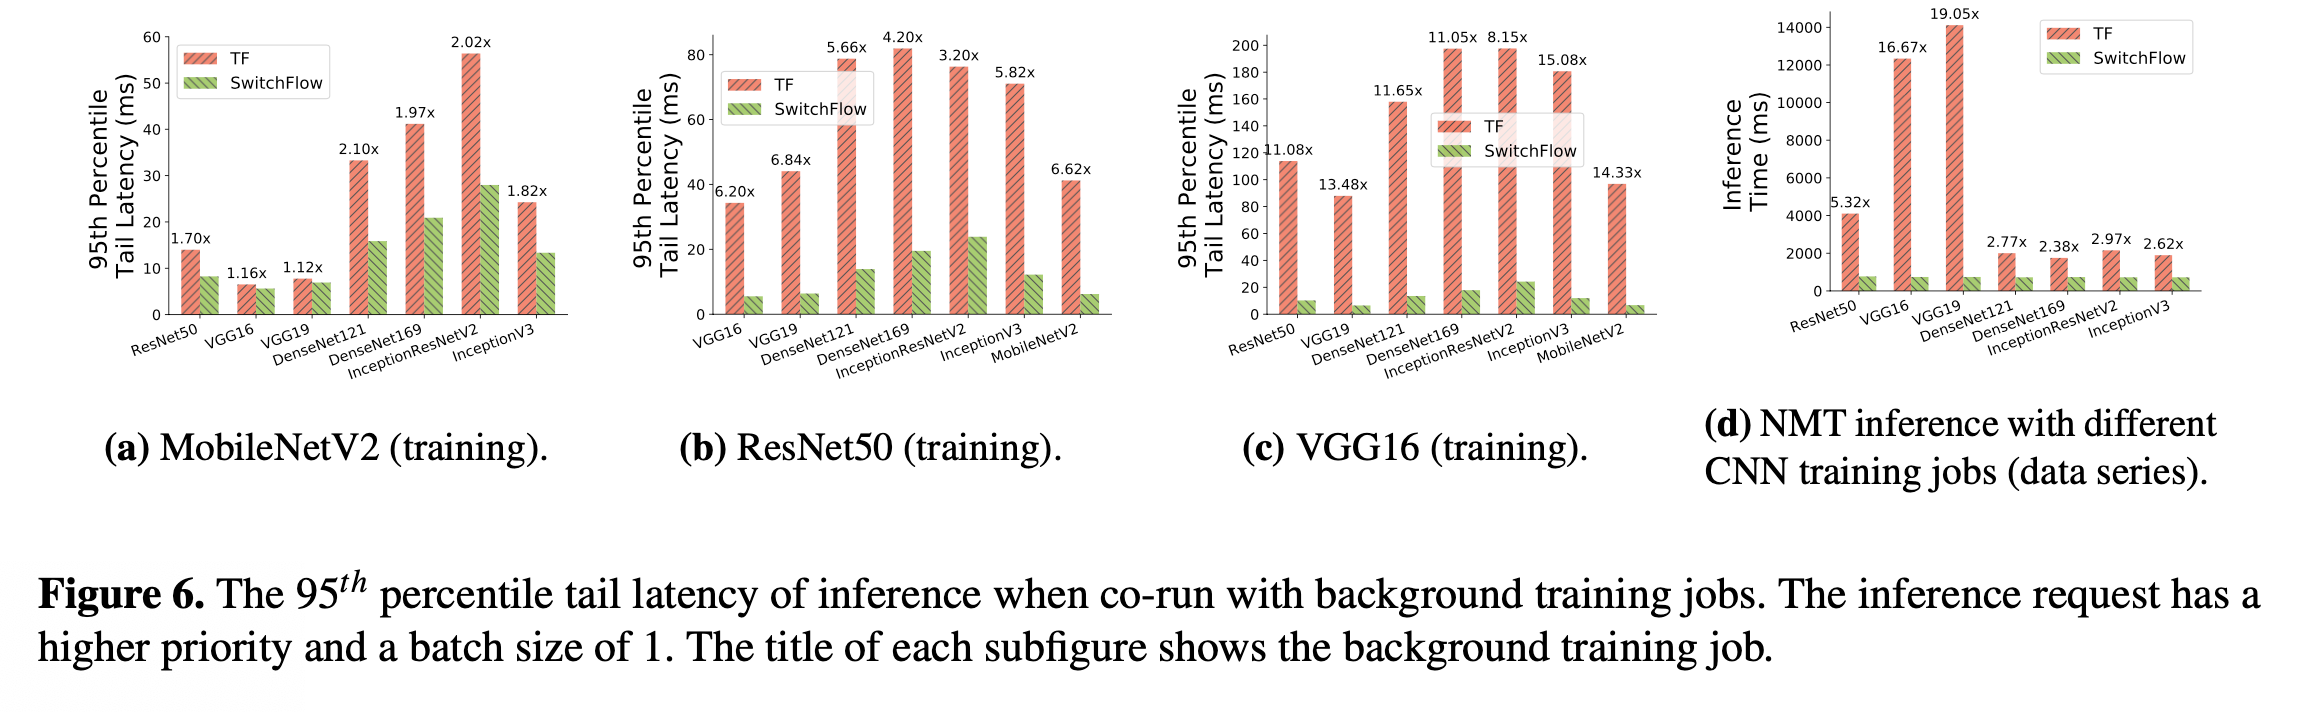 95th Percentile
Tail Latency (ms)
60
50
40
30
20
10
0
TF
SwitchFlow
1.70x
1.16x
1.12x
2.10x
1.97x
2.02x
1.82x
ResNet50
VGG16
VGG19
DenseNet121
DenseNet169
InceptionResNetV2
InceptionV3
(a) MobileNetV2 (training).
95th Percentile
Tail Latency (ms)
80
60
40
20
0
TF
SwitchFlow
6.20x
6.84x
5.66x
4.20x
3.20x
5.82x
6.62x
VGG16
VGG19
DenseNet121
DenseNet169
InceptionResNetV2
InceptionV3
MobileNetV2
(b) ResNet50 (training).
95th Percentile
Tail Latency (ms)
200
180
160
140
120
100
80
60
40
20
0
TF
SwitchFlow
11.08x
13.48x
11.65x
11.05x
8.15x
15.08x
14.33x
ResNet50
VGG19
DenseNet121
DenseNet169
InceptionResNetV2
InceptionV3
MobileNetV2
(c) VGG16 (training).
Inference
Time (ms)
14000
12000
10000
8000
6000
4000
2000
0
TF
SwitchFlow
5.32x
16.67x
19.05x
2.77x
2.38x
2.97x
2.62x
ResNet50
VGG16
VGG19
DenseNet121
DenseNet169
InceptionResNetV2
InceptionV3
(d) NMT inference with different
CNN training jobs (data series).
Figure 6. The 95th percentile tail latency of inference when co-run with background training jobs. The inference request has a
higher priority and a batch size of 1. The title of each subfigure shows the background training job.